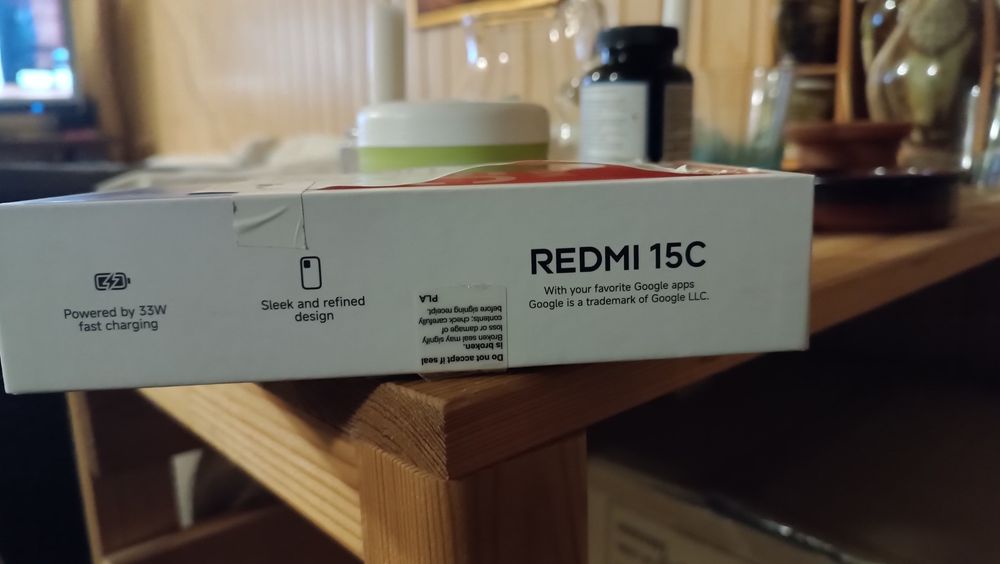 Powered by 33W
fast charging
Sleek and refined
design
REDMI 15C
With your favorite Google apps
Google is a trademark of Google LLC.
Do not accept if seal
is broken.
Broken seal may signify
loss or damage of
contents: check carefully
before signing receipt.
PLA